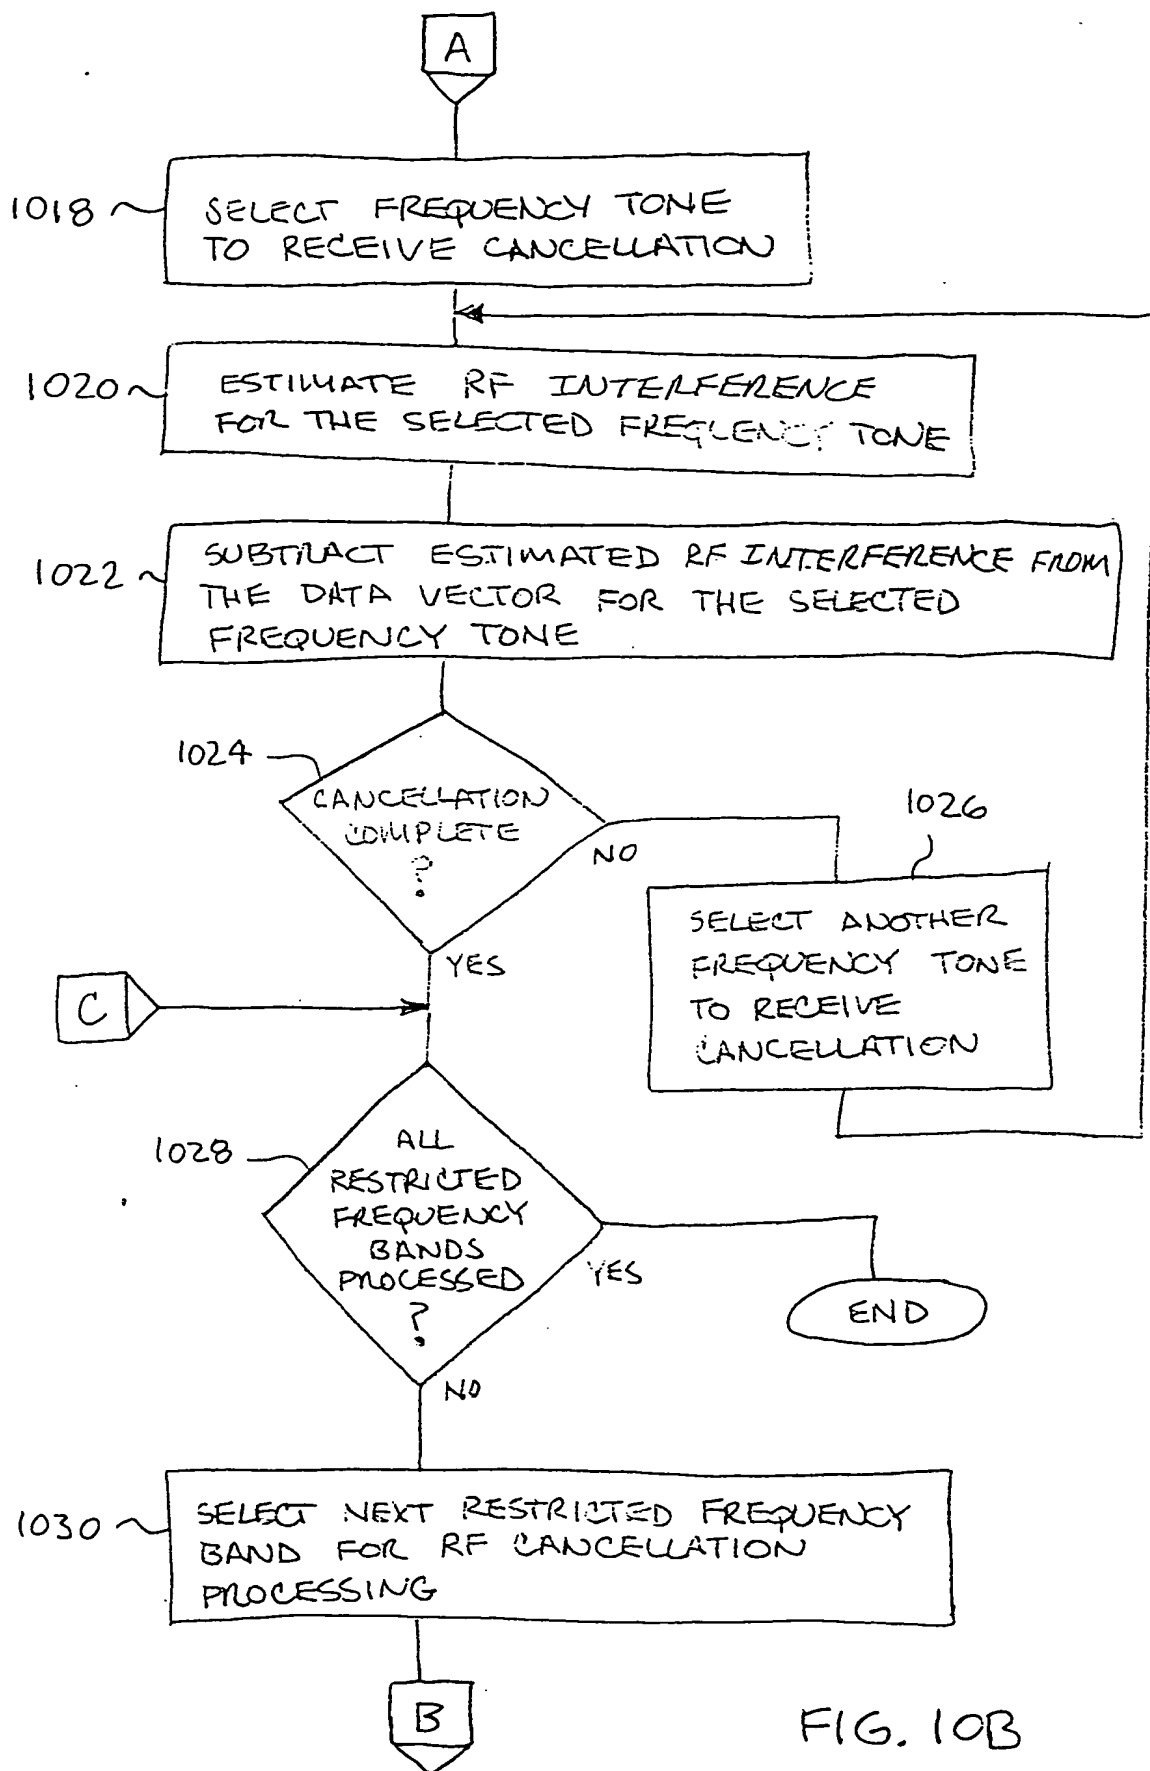 A
1018
SELECT FREQUENCY TONE
TO RECEIVE CANCELLATION
1020
ESTIMATE RF INTERFERENCE
FOR THE SELECTED FREQUENCY TONE
1022
SUBTRACT ESTIMATED RF INTERFERENCE FROM
THE DATA VECTOR FOR THE SELECTED
FREQUENCY TONE
1024
CANCELLATION
COMPLETE
?
NO
YES
1026
SELECT ANOTHER
FREQUENCY TONE
TO RECEIVE
CANCELLATION
C
1028
ALL
RESTRICTED
FREQUENCY
BANDS
PROCESSED
?
YES
END
NO
1030
SELECT NEXT RESTRICTED FREQUENCY
BAND FOR RF CANCELLATION
PROCESSING
B
FIG. 10B